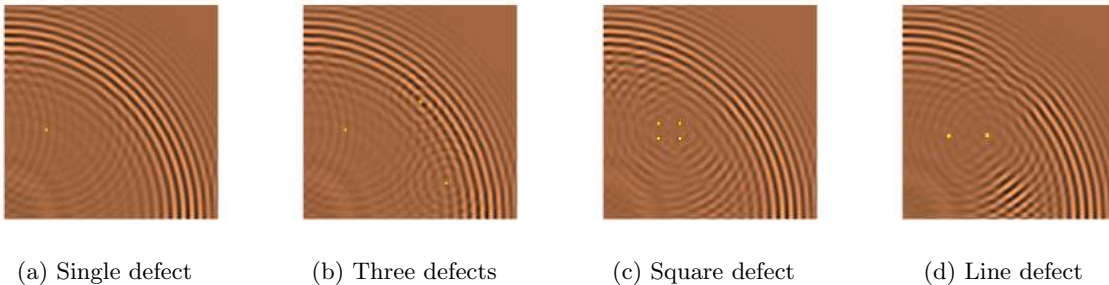 (a) Single defect
(b) Three defects
(c) Square defect
(d) Line defect